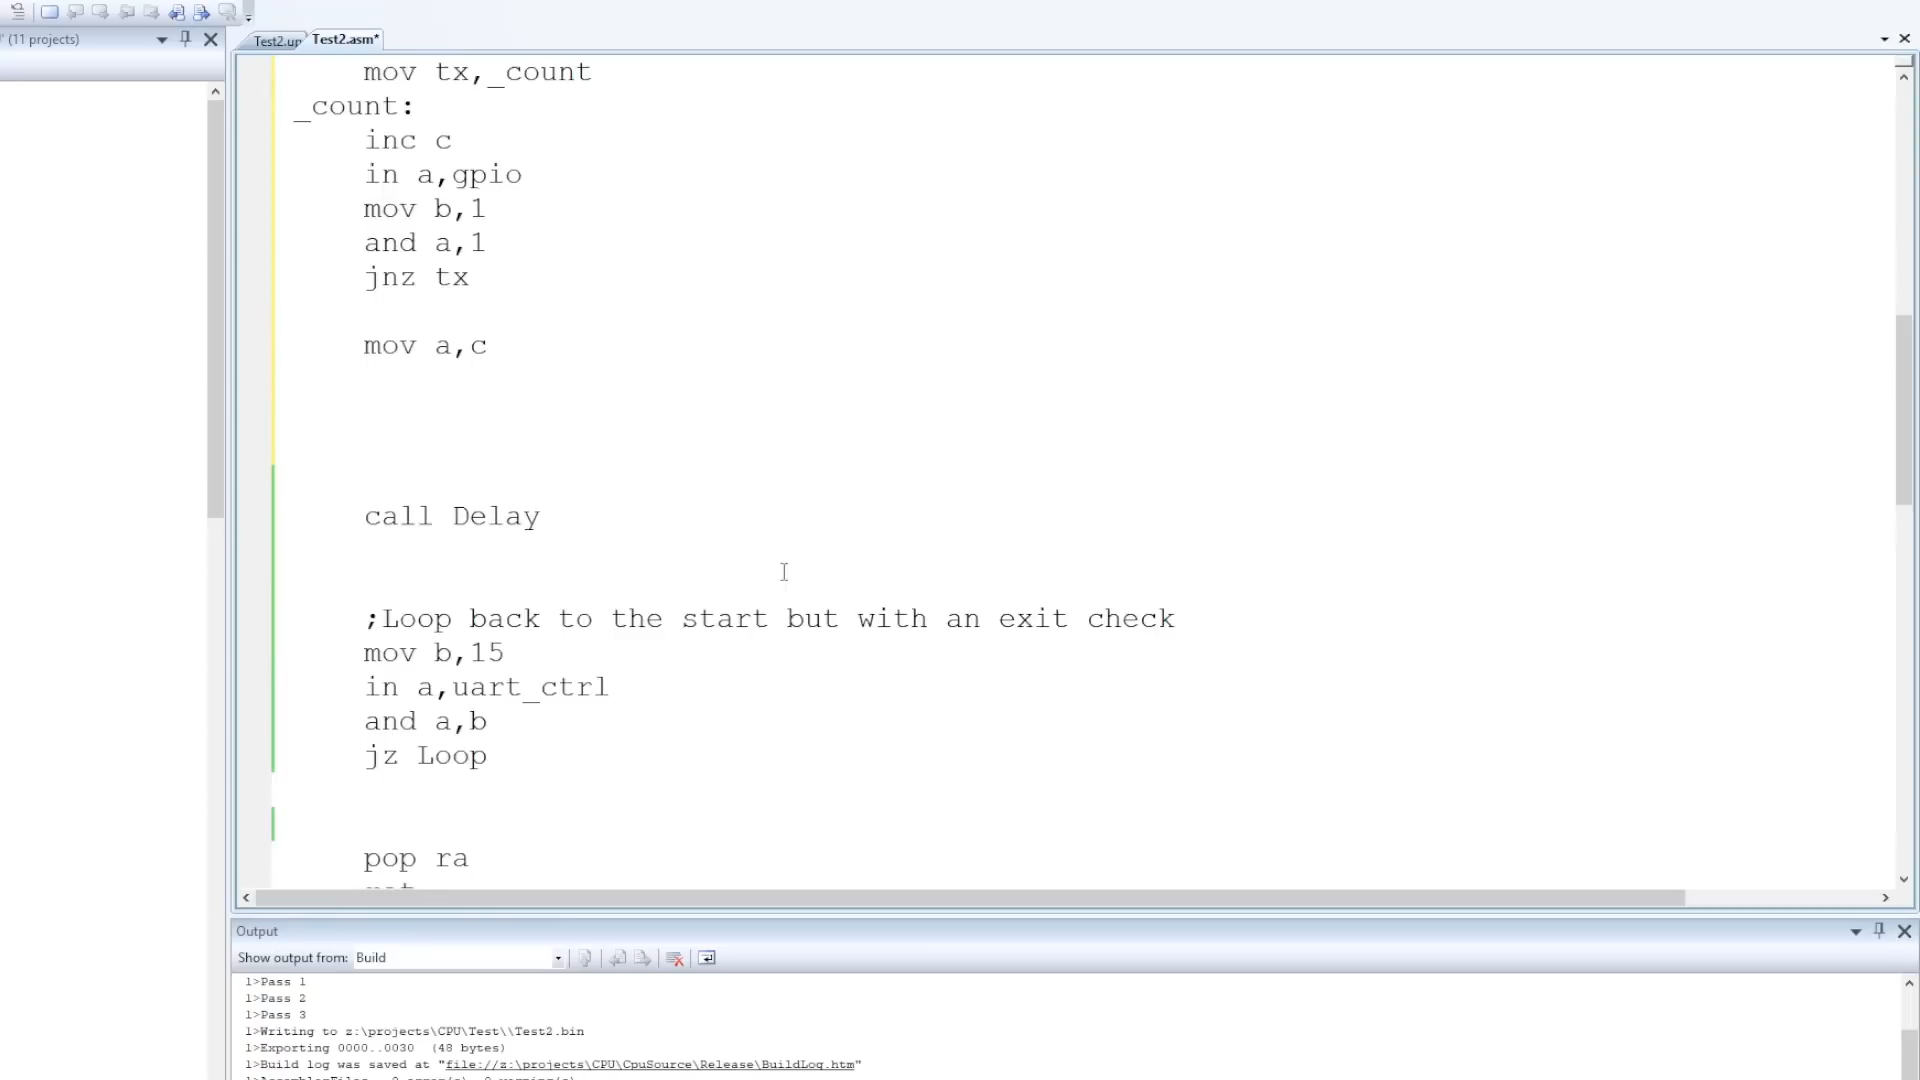 ' (11 projects)
Test2.up
Test2.asm*
mov tx,_count
_count:
inc c
in a,gpio
mov b,1
and a,1
jnz tx
mov a,c
call Delay
;Loop back to the start but with an exit check
mov b,15
in a,uart_ctrl
and a,b
jz Loop
pop ra
Output
Show output from: Build
1>Pass 1
1>Pass 2
1>Pass 3
1>Writing to z:\projects\CPU\Test\\Test2.bin
1>Exporting 0000..0030 (48 bytes)
1>Build log was saved at "file://z:\projects\CPU\CpuSource\Release\BuildLog.htm"